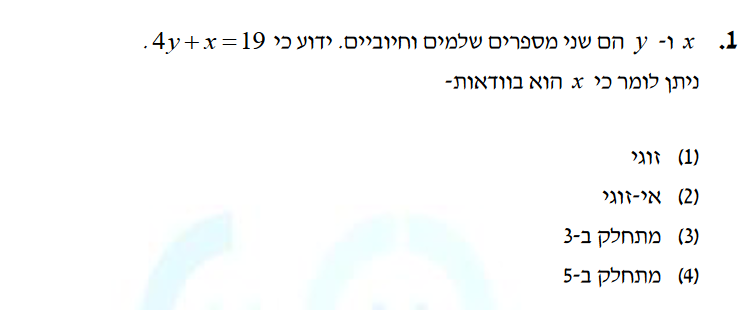 1. x ו- y הם שני מספרים שלמים וחיוביים. ידוע כי 4y+x=19.
ניתן לומר כי x הוא בוודאות-
(1) זוגי
(2) אי-זוגי
(3) מתחלק ב-3
(4) מתחלק ב-5